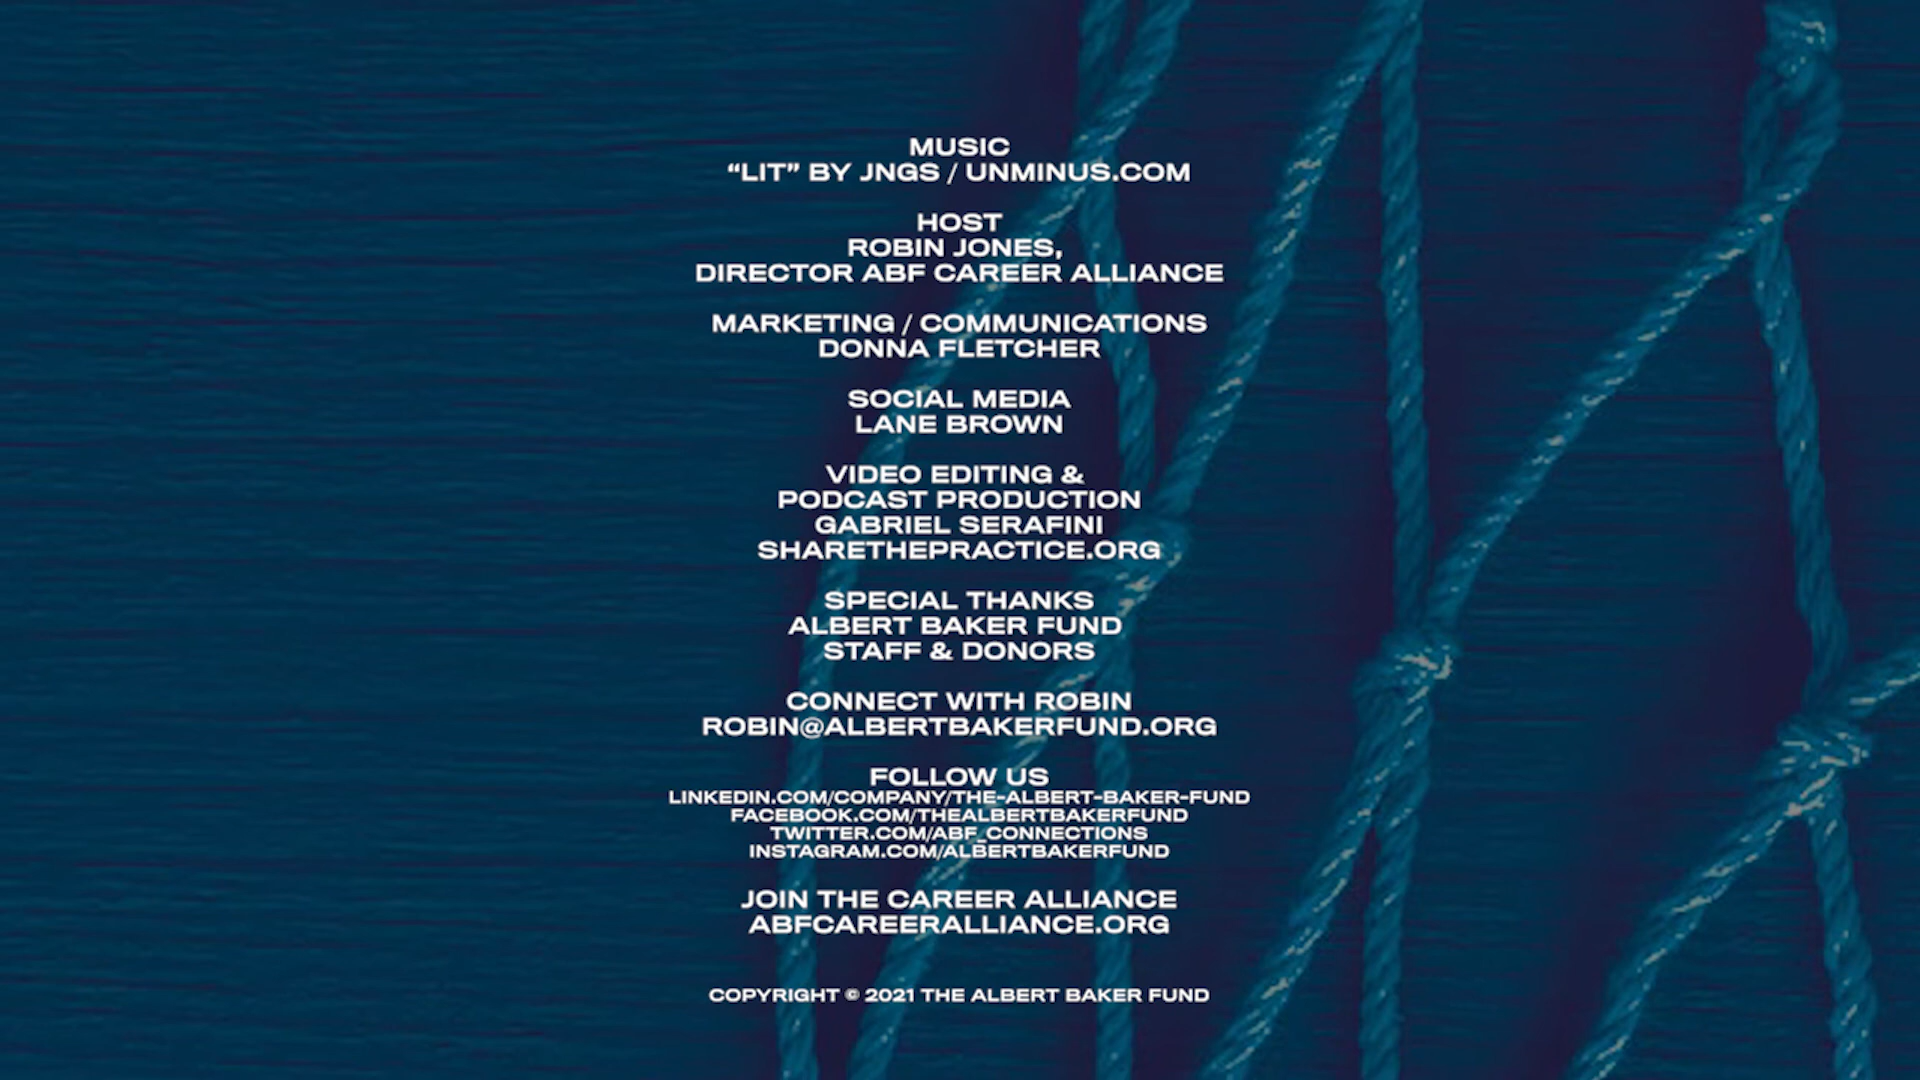 MUSIC
“LIT” BY JNGS / UNMINUS.COM
HOST
ROBIN JONES,
DIRECTOR ABF CAREER ALLIANCE
MARKETING / COMMUNICATIONS
DONNA FLETCHER
SOCIAL MEDIA
LANE BROWN
VIDEO EDITING &
PODCAST PRODUCTION
GABRIEL SERAFINI
SHARETHEPRACTICE.ORG
SPECIAL THANKS
ALBERT BAKER FUND
STAFF & DONORS
CONNECT WITH ROBIN
ROBIN@ALBERTBAKERFUND.ORG
FOLLOW US
LINKEDIN.COM/COMPANY/THE-ALBERT-BAKER-FUND
FACEBOOK.COM/THEALBERTBAKERFUND
TWITTER.COM/ABF_CONNECTIONS
INSTAGRAM.COM/ALBERTBAKERFUND
JOIN THE CAREER ALLIANCE
ABFCAREERALLIANCE.ORG
COPYRIGHT © 2021 THE ALBERT BAKER FUND